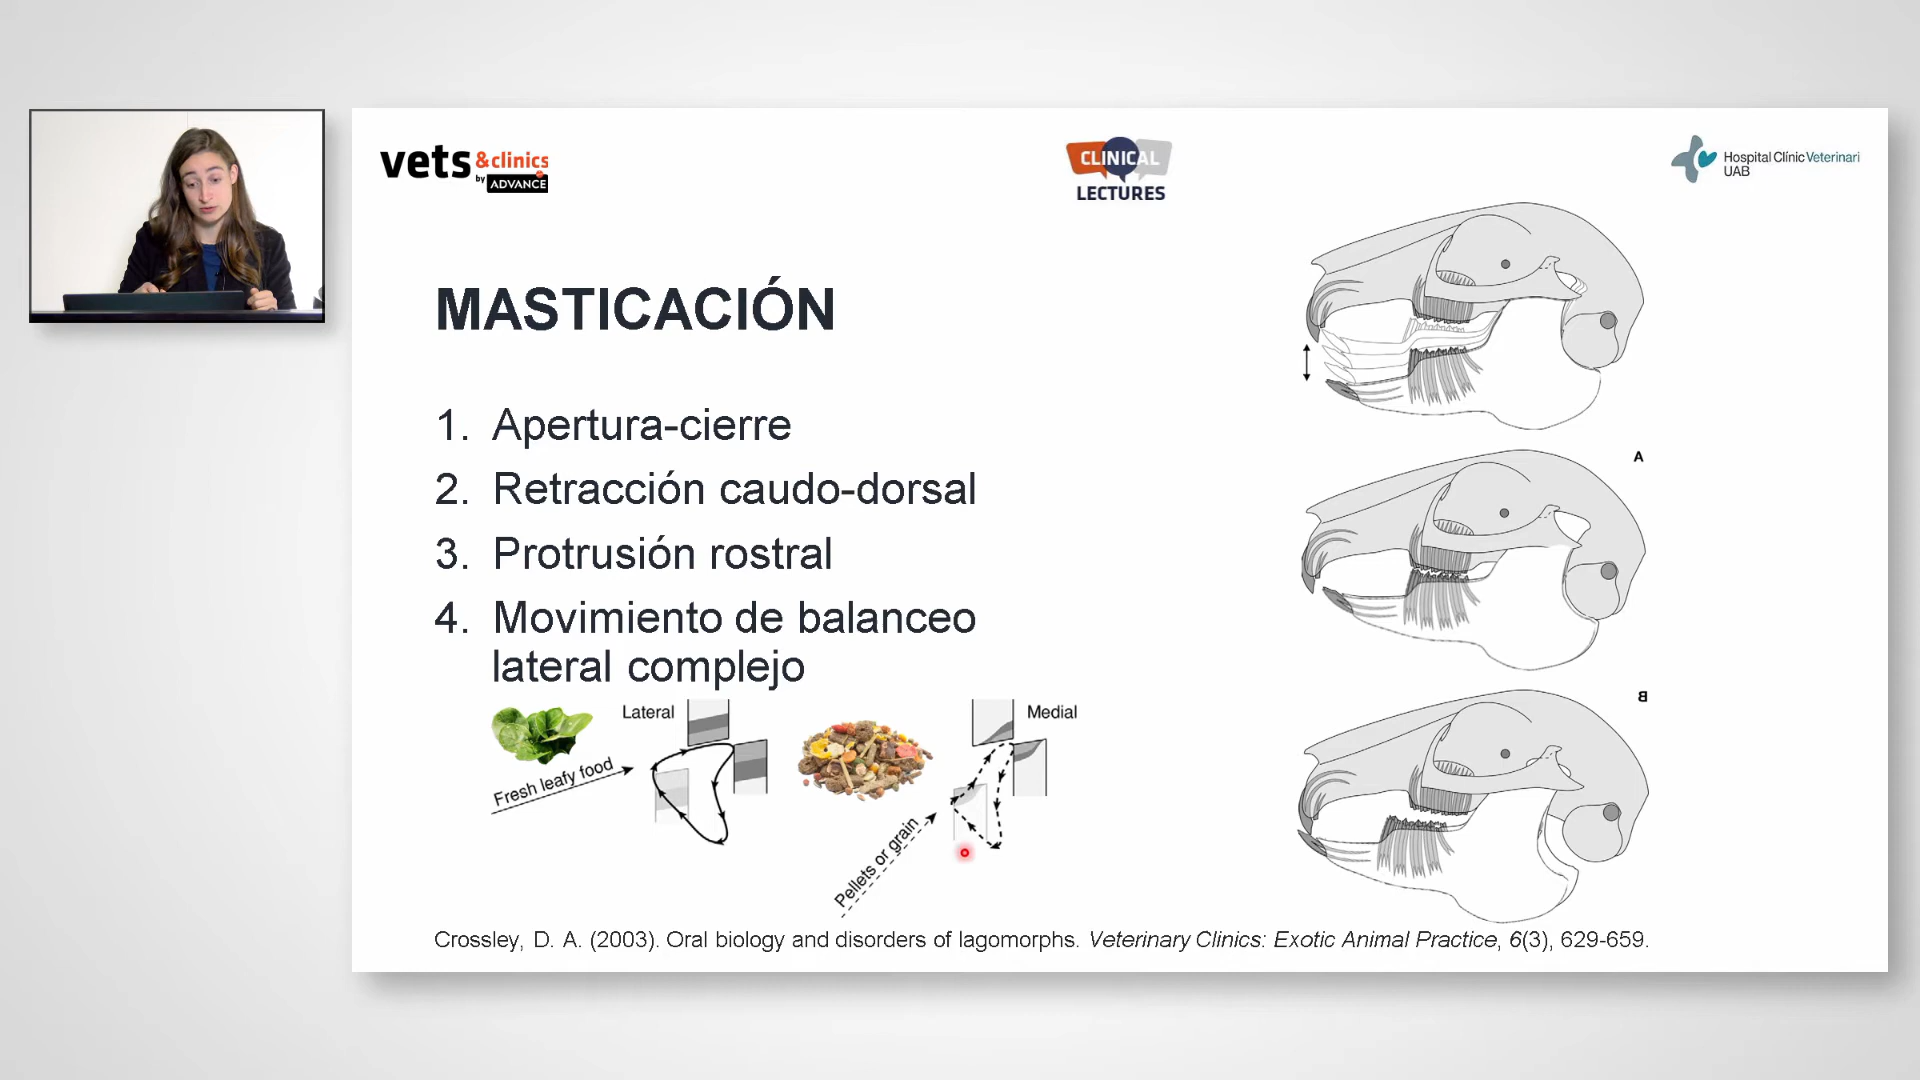 vets &clinics
by ADVANCE
CLINICAL
LECTURES
Hospital Clínic Veterinari
UAB
MASTICACIÓN
1. Apertura-cierre
2. Retracción caudo-dorsal
3. Protrusión rostral
4. Movimiento de balanceo
lateral complejo
Lateral
Fresh leafy food
Medial
Pellets or grain
A
B
Crossley, D. A. (2003). Oral biology and disorders of lagomorphs. Veterinary Clinics: Exotic Animal Practice, 6(3), 629-659.